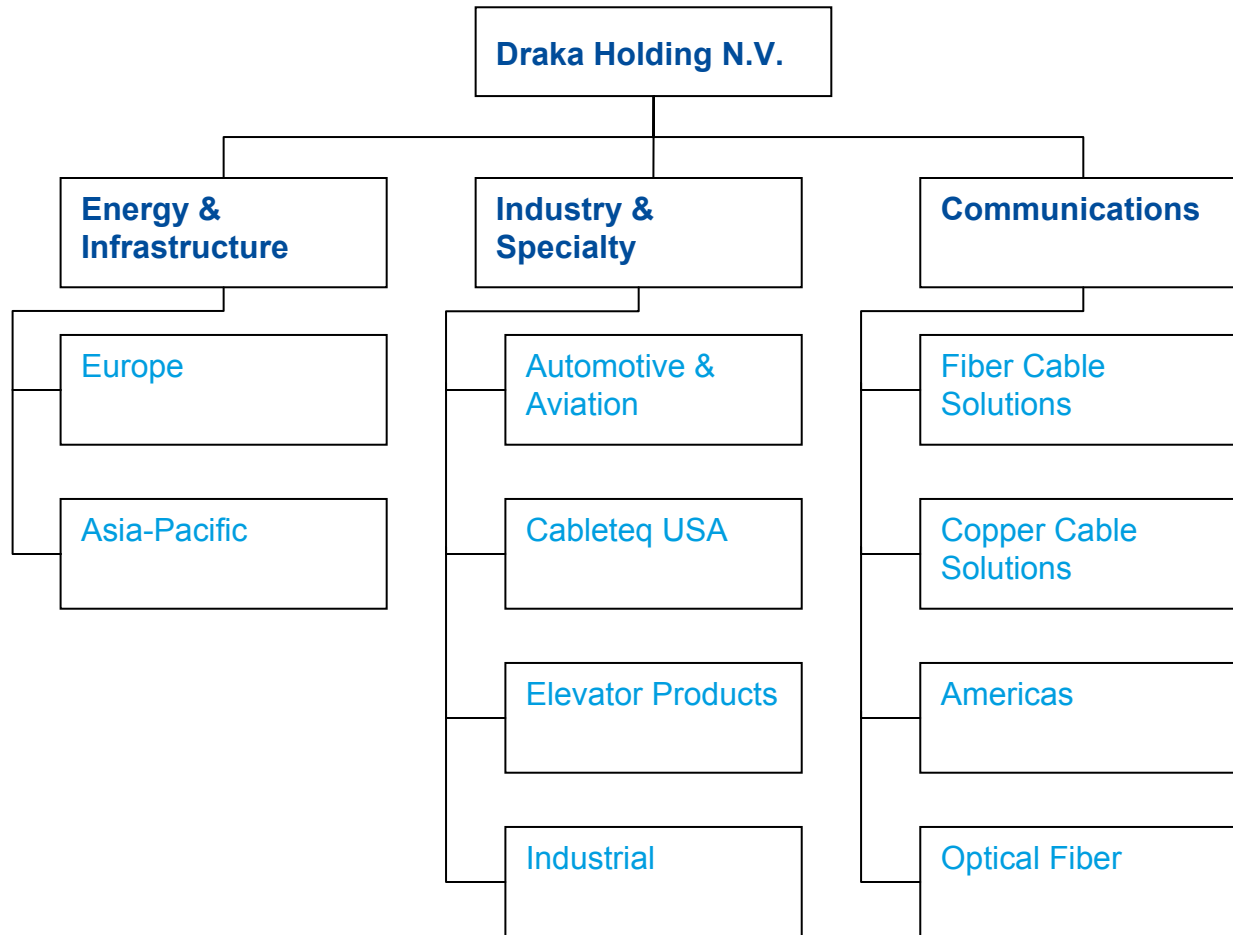 Draka Holding N.V.
Energy &
Infrastructure
Industry &
Specialty
Communications
Europe
Automotive &
Aviation
Fiber Cable
Solutions
Asia-Pacific
Cableteq USA
Copper Cable
Solutions
Elevator Products
Americas
Industrial
Optical Fiber